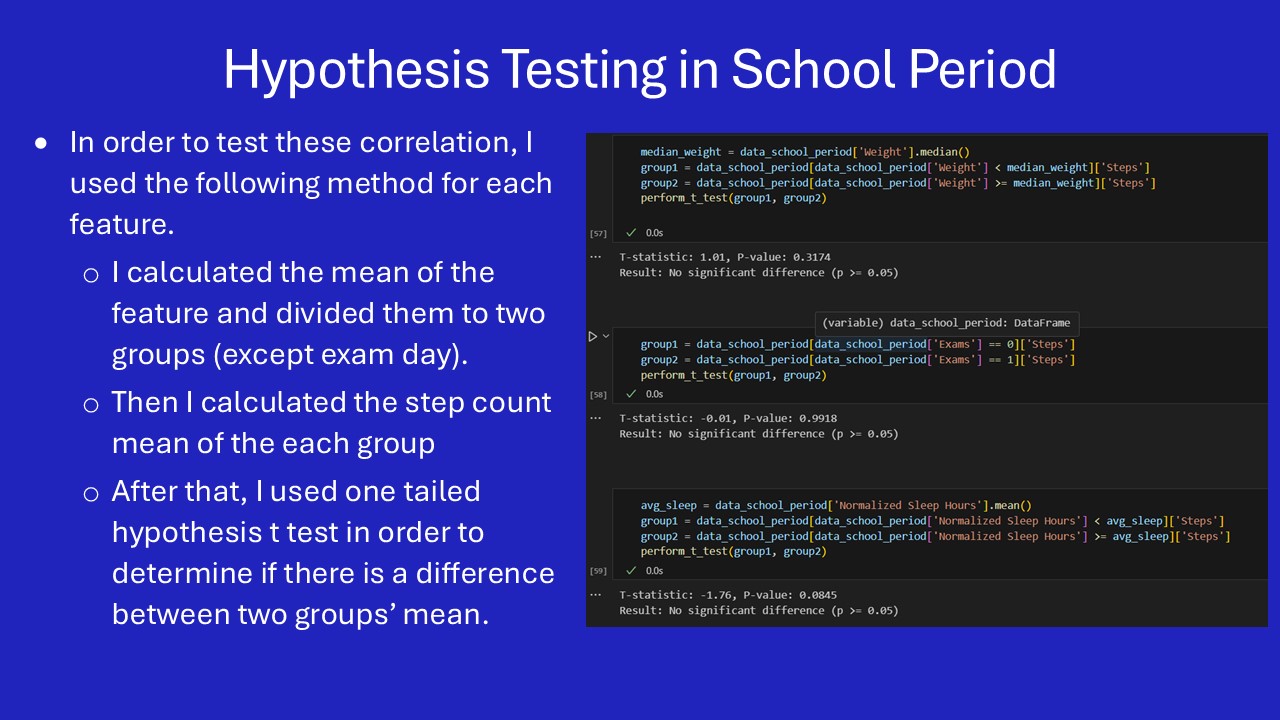 Hypothesis Testing in School Period
• In order to test these correlation, I
used the following method for each
feature.
o I calculated the mean of the
feature and divided them to two
groups (except exam day).
o Then I calculated the step count
mean of the each group
o After that, I used one tailed
hypothesis t test in order to
determine if there is a difference
between two groups’ mean.
median_weight = data_school_period['Weight'].median()
group1 = data_school_period[data_school_period['Weight'] < median_weight]['Steps']
group2 = data_school_period[data_school_period['Weight'] >= median_weight]['Steps']
perform_t_test(group1, group2)
[57] ✓ 0.0s
... T-statistic: 1.01, P-value: 0.3174
Result: No significant difference (p >= 0.05)
(variable) data_school_period: DataFrame
group1 = data_school_period[data_school_period['Exams'] == 0]['Steps']
group2 = data_school_period[data_school_period['Exams'] == 1]['Steps']
perform_t_test(group1, group2)
[58] ✓ 0.0s
... T-statistic: -0.01, P-value: 0.9918
Result: No significant difference (p >= 0.05)
avg_sleep = data_school_period['Normalized Sleep Hours'].mean()
group1 = data_school_period[data_school_period['Normalized Sleep Hours'] < avg_sleep]['Steps']
group2 = data_school_period[data_school_period['Normalized Sleep Hours'] >= avg_sleep]['Steps']
perform_t_test(group1, group2)
[59] ✓ 0.0s
... T-statistic: -1.76, P-value: 0.0845
Result: No significant difference (p >= 0.05)